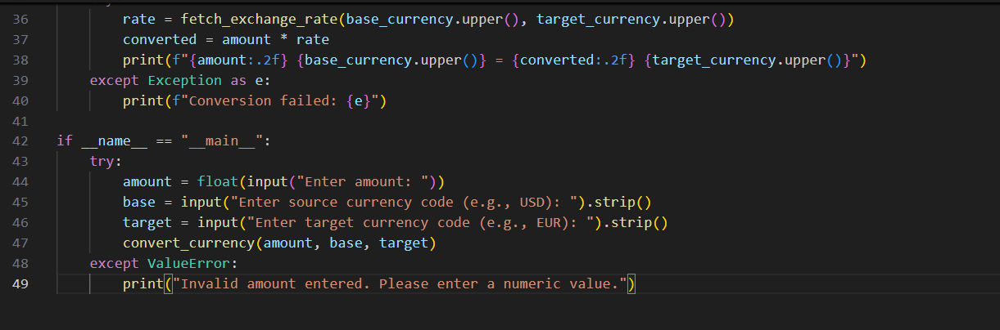 36 rate = fetch_exchange_rate(base_currency.upper(), target_currency.upper())
37 converted = amount * rate
38 print(f"{amount:.2f} {base_currency.upper()} = {converted:.2f} {target_currency.upper()}")
39 except Exception as e:
40 print(f"Conversion failed: {e}")
41
42 if __name__ == "__main__":
43 try:
44 amount = float(input("Enter amount: "))
45 base = input("Enter source currency code (e.g., USD): ").strip()
46 target = input("Enter target currency code (e.g., EUR): ").strip()
47 convert_currency(amount, base, target)
48 except ValueError:
49 print("Invalid amount entered. Please enter a numeric value.")